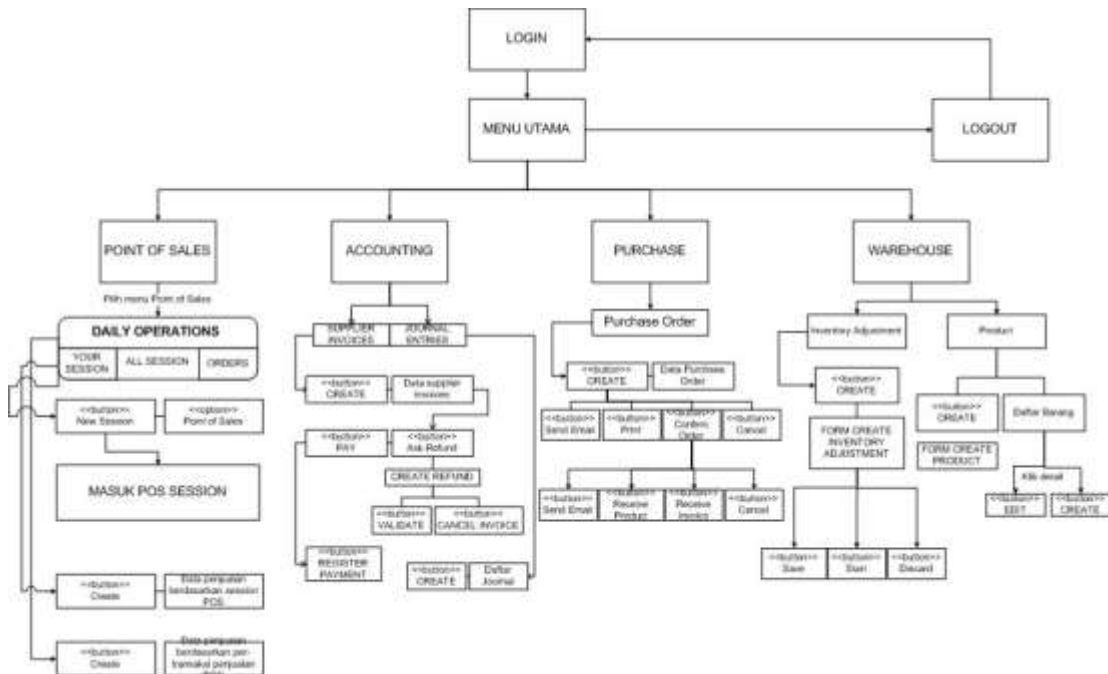 LOGIN
MENU UTAMA
LOGOUT
POINT OF SALES
ACCOUNTING
PURCHASE
WAREHOUSE
Pilih menu Point of Sales
DAILY OPERATIONS
YOUR
SESSION
ALL SESSION
ORDERS
<<button>>
New Session
<<option>>
Point of Sales
MASUK POS SESSION
<<button>>
Create
Data penjualan
berdasarkan session
POS
<<button>>
Create
Data penjualan
berdasarkan per-
transaksi penjualan
SUPPLIER
INVOICES
JOURNAL
ENTRIES
<<button>>
CREATE
Data supplier
invoices
<<button>>
PAY
<<button>>
Ask Refund
CREATE REFUND
<<button>>
VALIDATE
<<button>>
CANCEL INVOICE
<<button>>
REGISTER
PAYMENT
<<button>>
CREATE
Daftar
Journal
Purchase Order
<<button>>
CREATE
Data Purchase
Order
<<button>>
Send Email
<<button>>
Print
<<button>>
Confirm
Order
<<button>>
Cancel
<<button>>
Send Email
<<button>>
Receive
Product
<<button>>
Receive
Invoice
<<button>>
Cancel
Inventory Adjustment
Product
<<button>>
CREATE
FORM CREATE
INVENTORY
ADJUSTMENT
<<button>>
Save
<<button>>
Start
<<button>>
Discard
<<button>>
CREATE
Daftar Barang
FORM CREATE
PRODUCT
Klik detail
<<button>>
EDIT
<<button>>
CREATE